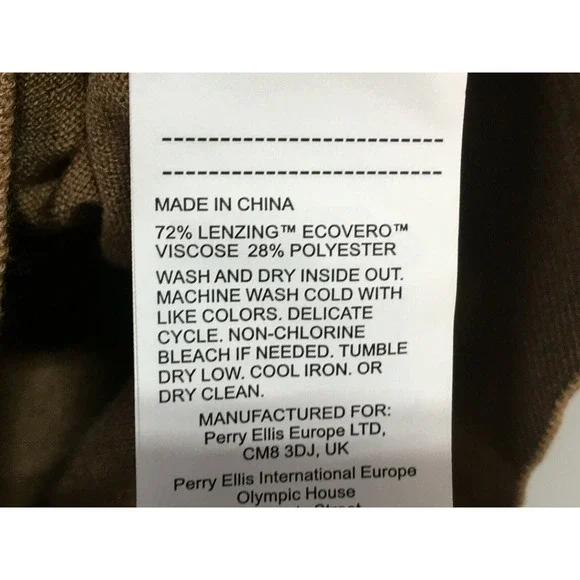 MADE IN CHINA
72% LENZING™ ECOVERO™
VISCOSE 28% POLYESTER
WASH AND DRY INSIDE OUT.
MACHINE WASH COLD WITH
LIKE COLORS. DELICATE
CYCLE. NON-CHLORINE
BLEACH IF NEEDED. TUMBLE
DRY LOW. COOL IRON. OR
DRY CLEAN.
MANUFACTURED FOR:
Perry Ellis Europe LTD,
CM8 3DJ, UK
Perry Ellis International Europe
Olympic House